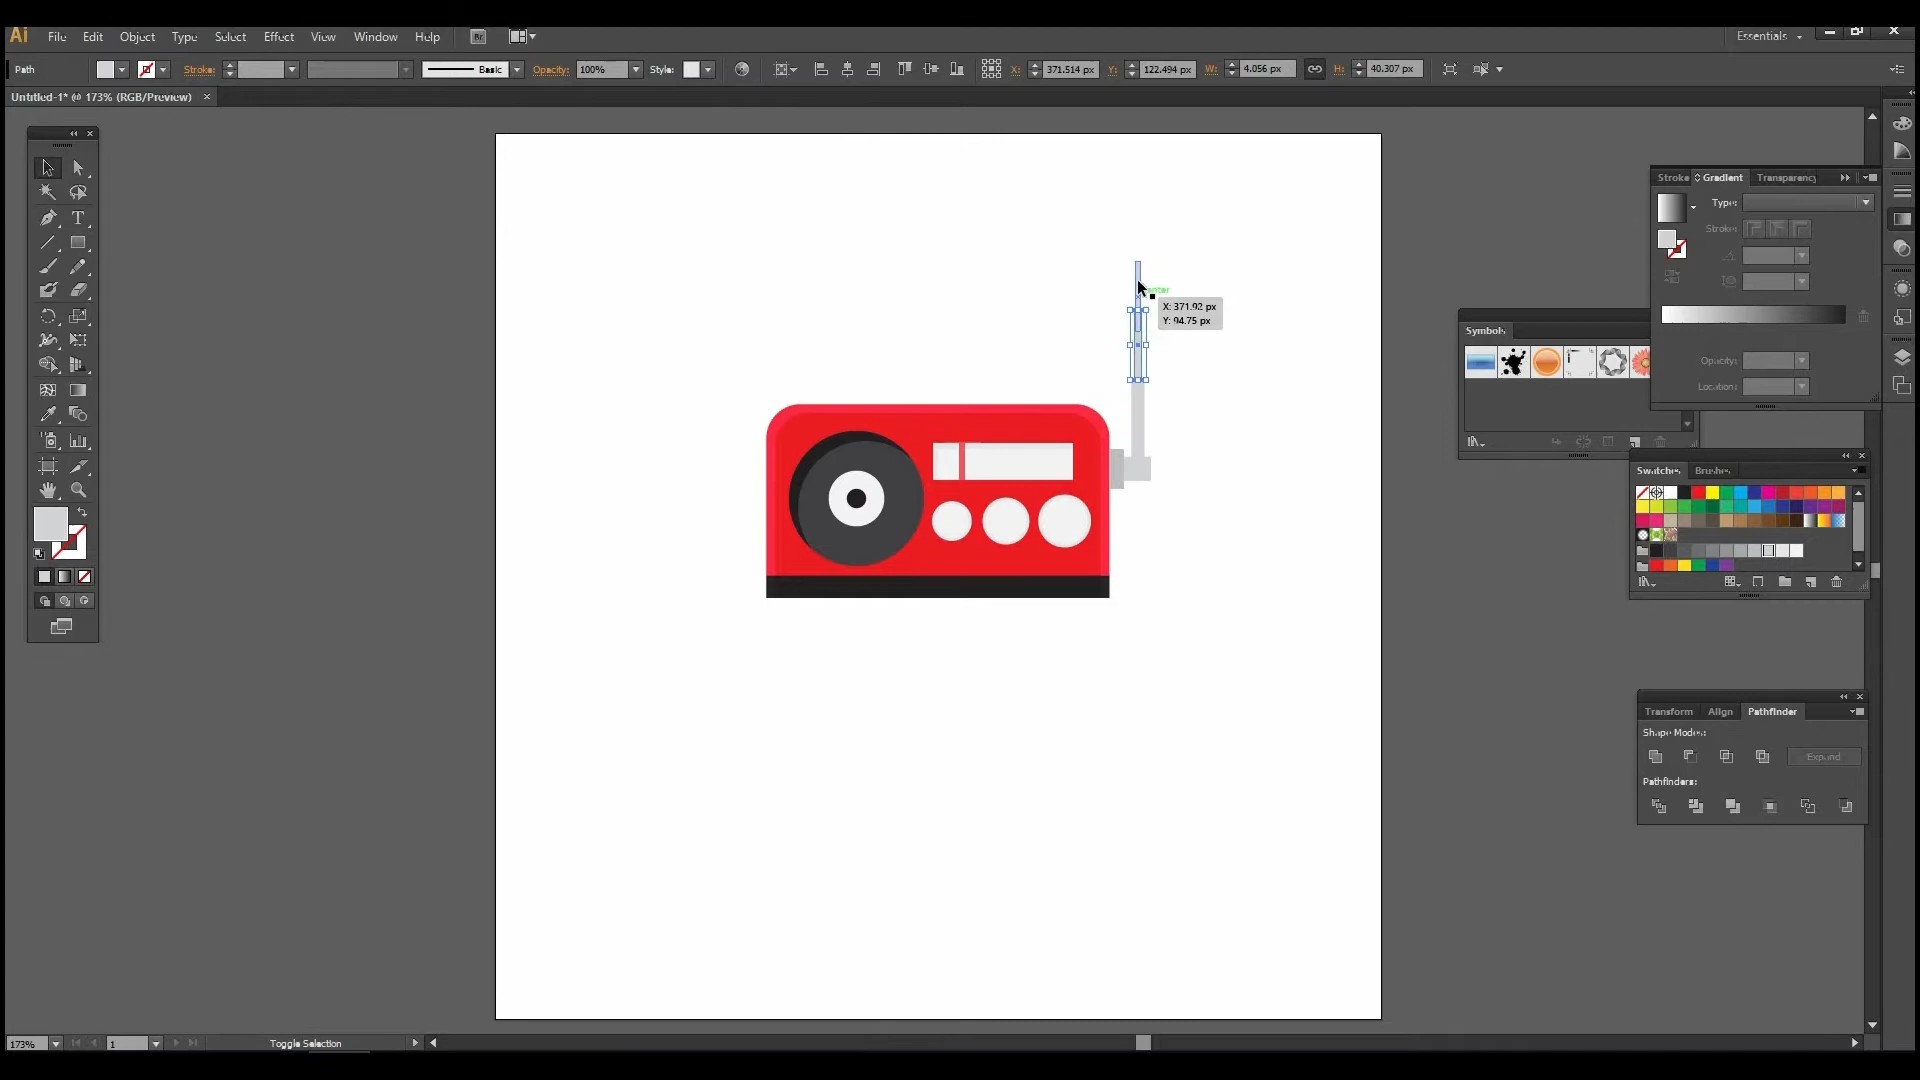 Ai File Edit Object Type Select Effect View Window Help Br Essentials
Path Stroke: Basic Opacity: 100% Style: X: 371.514 px Y: 122.494 px W: 4.056 px H: 40.307 px
Untitled-1* @ 173% (RGB/Preview)
Stroke Gradient Transparency
Type:
Stroke:
Opacity:
Location:
X: 371.92 px
Y: 94.75 px
Symbols
Swatches Brushes
Transform Align Pathfinder
Shape Modes:
Expand
Pathfinders:
173% 1 Toggle Selection